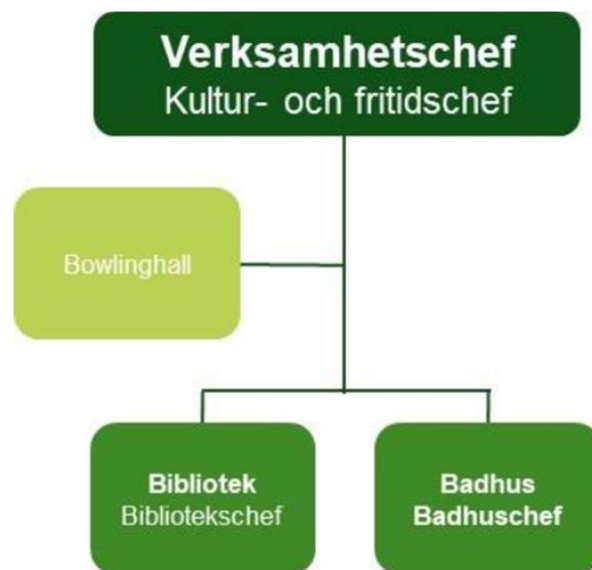 Verksamhetschef
Kultur- och fritidschef
Bowlinghall
Bibliotek
Bibliotekschef
Badhus
Badhuschef